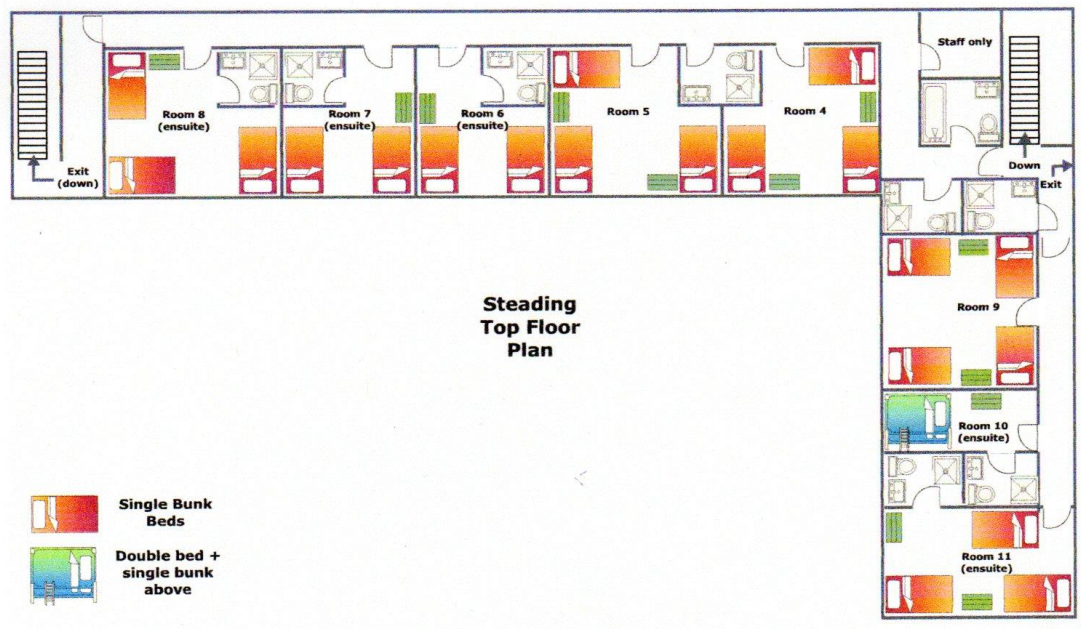 Staff only
Room 8
(ensuite)
Room 7
(ensuite)
Room 6
(ensuite)
Room 5
Room 4
Exit
(down)
Down
Exit
Room 9
Steading
Top Floor
Plan
Room 10
(ensuite)
Single Bunk
Beds
Double bed +
single bunk
above
Room 11
(ensuite)